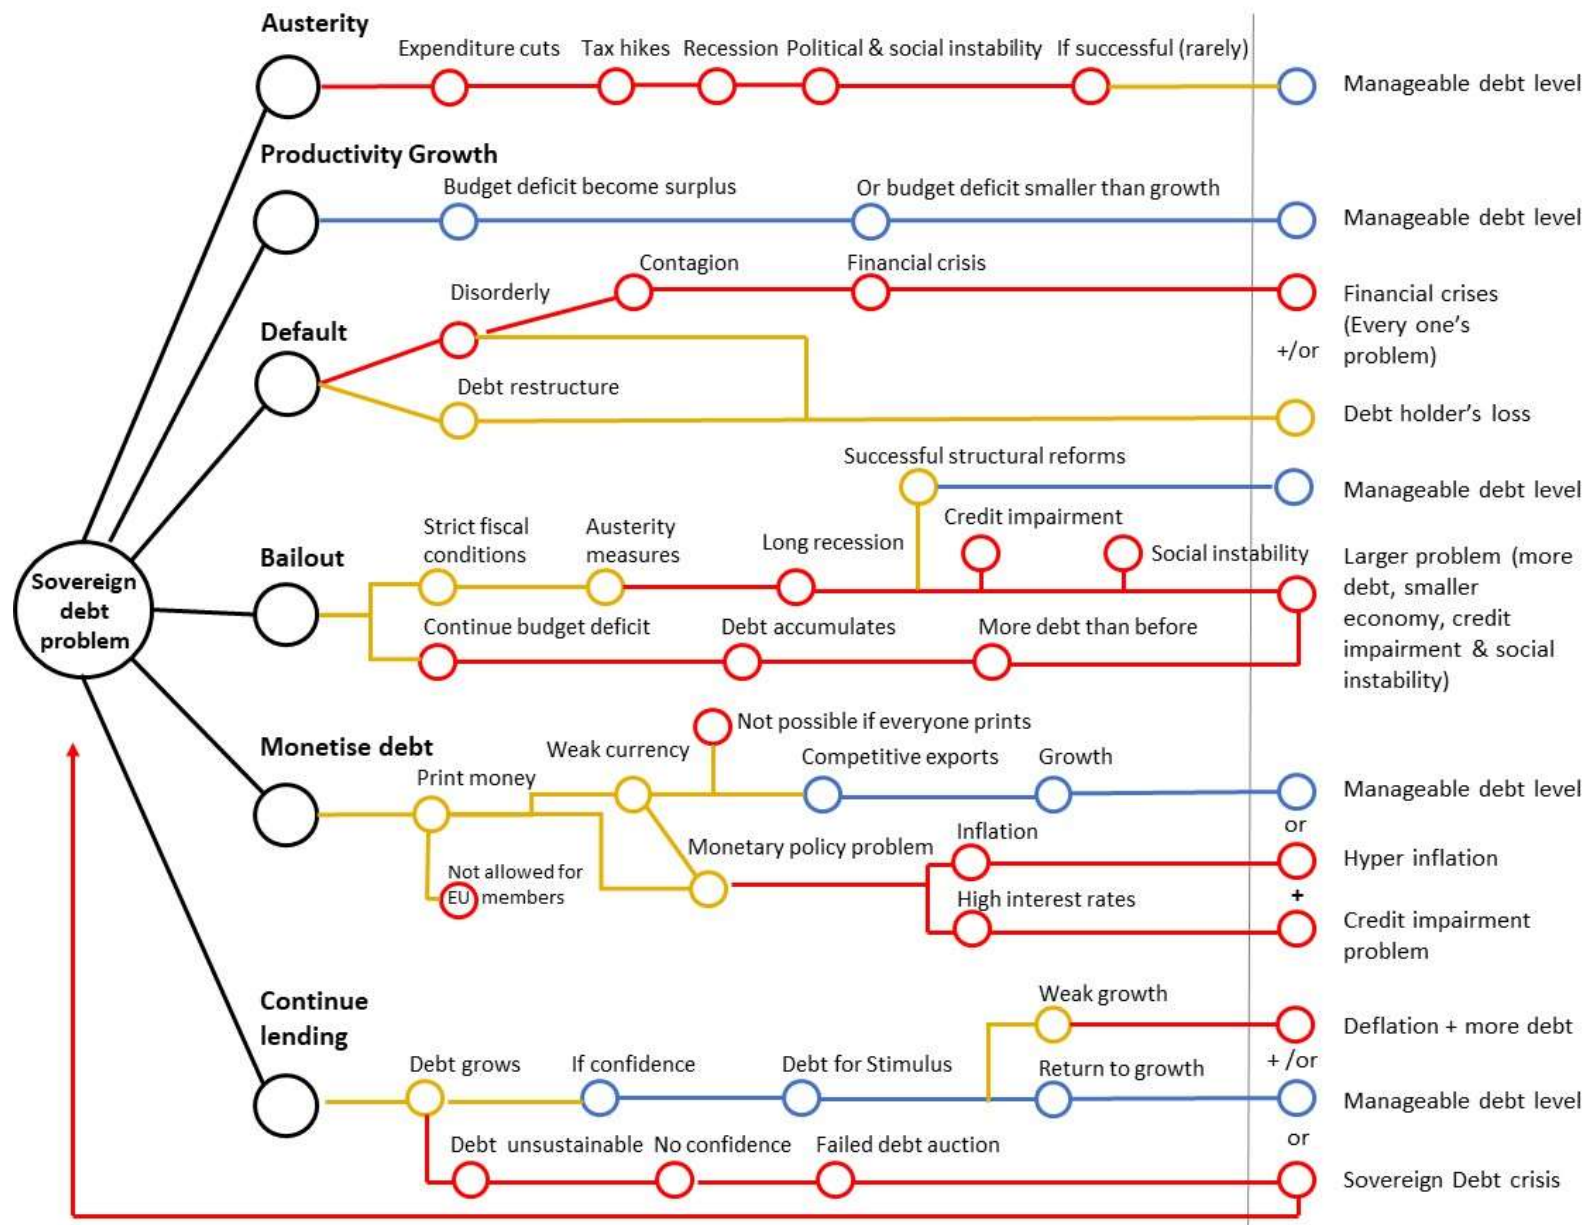 Austerity
Expenditure cuts
Tax hikes
Recession
Political & social instability
If successful (rarely)
Manageable debt level
Productivity Growth
Budget deficit become surplus
Or budget deficit smaller than growth
Manageable debt level
Default
Disorderly
Contagion
Financial crisis
Financial crises
(Every one's
problem)
+/or
Debt restructure
Debt holder's loss
Sovereign
debt
problem
Bailout
Strict fiscal
conditions
Austerity
measures
Long recession
Successful structural reforms
Manageable debt level
Credit impairment
Social instability
Larger problem (more
debt, smaller
economy, credit
impairment & social
instability)
Continue budget deficit
Debt accumulates
More debt than before
Monetise debt
Print money
Weak currency
Not possible if everyone prints
Competitive exports
Growth
Manageable debt level
or
Not allowed for
EU members
Monetary policy problem
Inflation
Hyper inflation
+
High interest rates
Credit impairment
problem
Continue
lending
Debt grows
If confidence
Debt for Stimulus
Weak growth
Deflation + more debt
+ /or
Return to growth
Manageable debt level
or
Debt unsustainable
No confidence
Failed debt auction
Sovereign Debt crisis